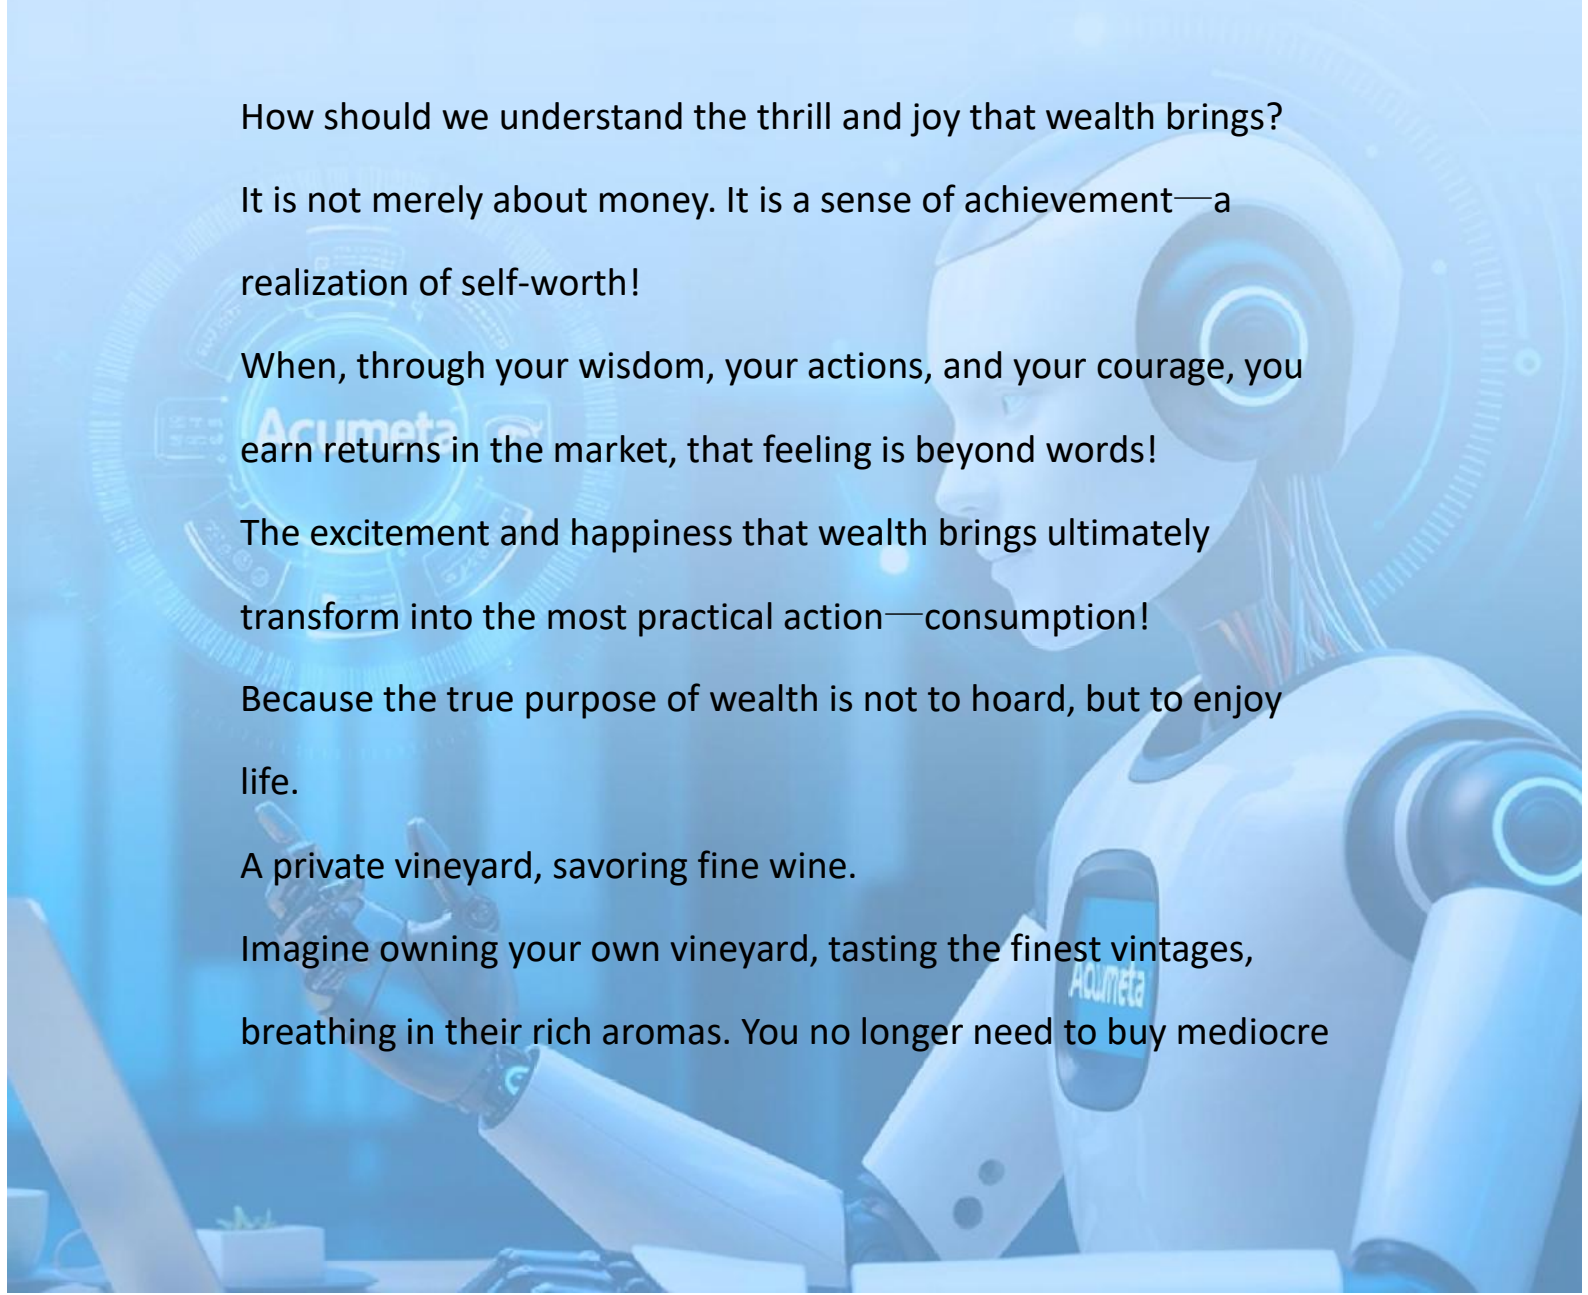 How should we understand the thrill and joy that wealth brings?
It is not merely about money. It is a sense of achievement—a
realization of self-worth!
When, through your wisdom, your actions, and your courage, you
Acumeta
earn returns in the market, that feeling is beyond words!
The excitement and happiness that wealth brings ultimately
transform into the most practical action—consumption!
Because the true purpose of wealth is not to hoard, but to enjoy
life.
A private vineyard, savoring fine wine.
Imagine owning your own vineyard, tasting the finest vintages,
Acumeta
breathing in their rich aromas. You no longer need to buy mediocre